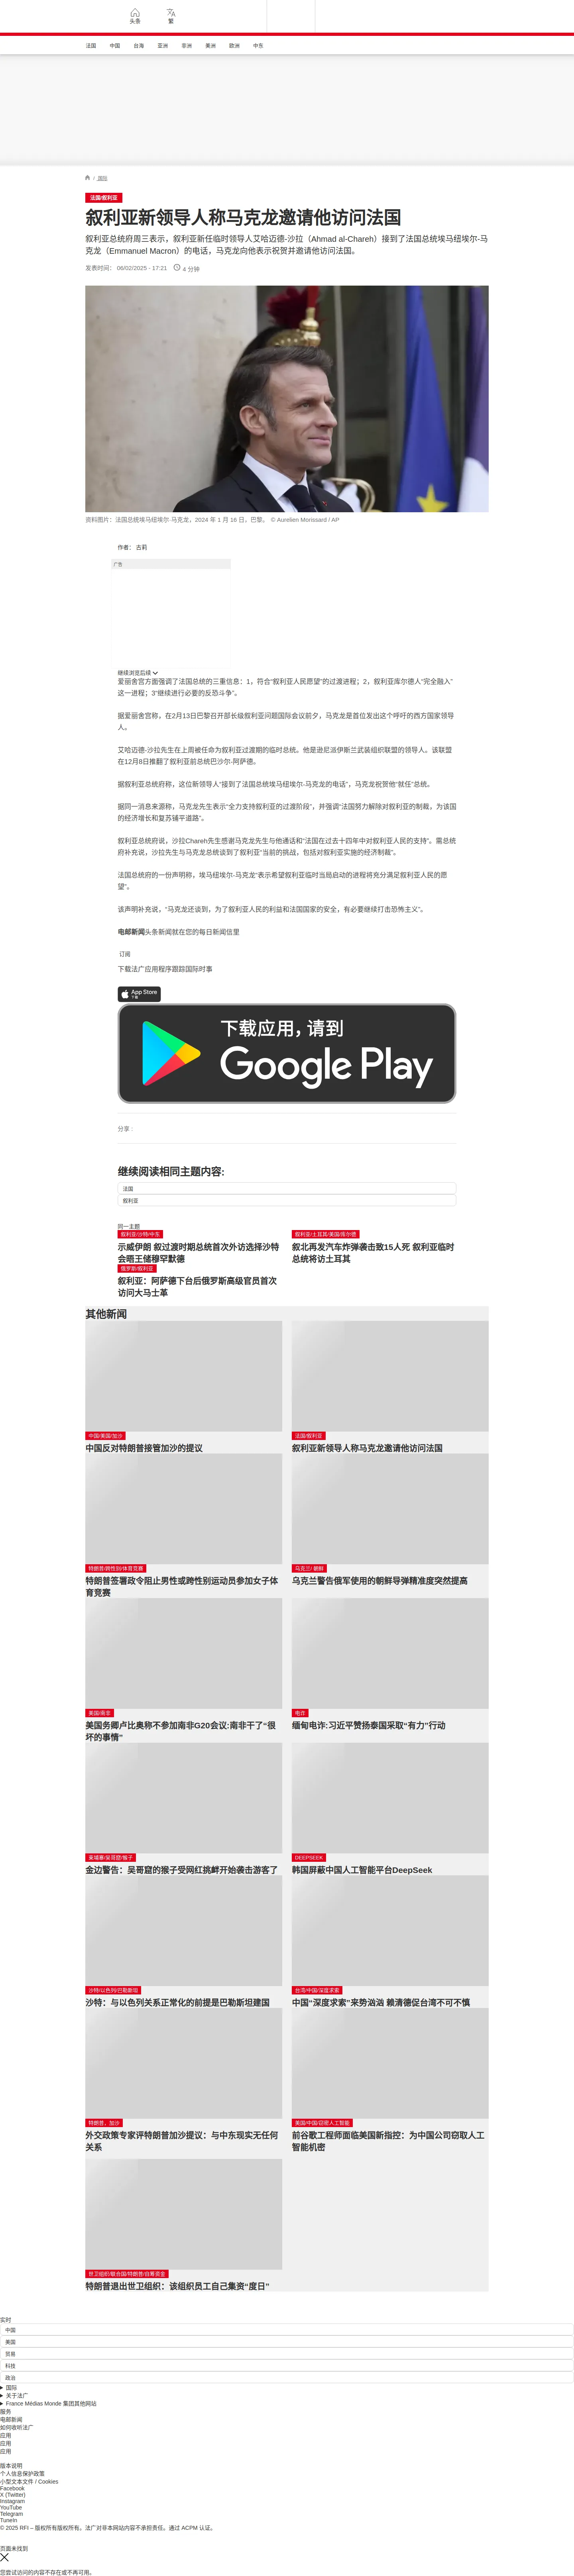 头条
繁
法国
中国
台海
亚洲
非洲
美洲
欧洲
中东
/ 国际
法国/叙利亚
叙利亚新领导人称马克龙邀请他访问法国
叙利亚总统府周三表示，叙利亚新任临时领导人艾哈迈德-沙拉（Ahmad al-Chareh）接到了法国总统埃马纽埃尔-马
克龙（Emmanuel Macron）的电话，马克龙向他表示祝贺并邀请他访问法国。
发表时间： 06/02/2025 - 17:21
4 分钟
资料图片：法国总统埃马纽埃尔-马克龙，2024 年 1 月 16 日，巴黎。 © Aurelien Morissard / AP
作者： 古莉
广告
继续浏览后续
爱丽舍宫方面强调了法国总统的三重信息：1，符合“叙利亚人民愿望”的过渡进程；2，叙利亚库尔德人“完全融入”
这一进程；3“继续进行必要的反恐斗争”。
据爱丽舍宫称，在2月13日巴黎召开部长级叙利亚问题国际会议前夕，马克龙是首位发出这个呼吁的西方国家领导
人。
艾哈迈德-沙拉先生在上周被任命为叙利亚过渡期的临时总统。他是逊尼派伊斯兰武装组织联盟的领导人。该联盟
在12月8日推翻了叙利亚前总统巴沙尔-阿萨德。
据叙利亚总统府称，这位新领导人“接到了法国总统埃马纽埃尔-马克龙的电话”，马克龙祝贺他“就任”总统。
据同一消息来源称，马克龙先生表示“全力支持叙利亚的过渡阶段”，并强调“法国努力解除对叙利亚的制裁，为该国
的经济增长和复苏铺平道路”。
叙利亚总统府说，沙拉Chareh先生感谢马克龙先生与他通话和“法国在过去十四年中对叙利亚人民的支持”。需总统
府补充说，沙拉先生与马克龙总统谈到了叙利亚“当前的挑战，包括对叙利亚实施的经济制裁”。
法国总统府的一份声明称，埃马纽埃尔-马克龙“表示希望叙利亚临时当局启动的进程将充分满足叙利亚人民的愿
望”。
该声明补充说，“马克龙还谈到，为了叙利亚人民的利益和法国国家的安全，有必要继续打击恐怖主义”。
电邮新闻头条新闻就在您的每日新闻信里
订阅
下载法广应用程序跟踪国际时事
App Store
下载
下载应用，请到
Google Play
分享 :
继续阅读相同主题内容:
法国
叙利亚
同一主题
叙利亚/沙特/中东
示威伊朗 叙过渡时期总统首次外访选择沙特
会晤王储穆罕默德
叙利亚/土耳其/美国/库尔德
叙北再发汽车炸弹袭击致15人死 叙利亚临时
总统将访土耳其
俄罗斯/叙利亚
叙利亚：阿萨德下台后俄罗斯高级官员首次
访问大马士革
其他新闻
中国/美国/加沙
中国反对特朗普接管加沙的提议
法国/叙利亚
叙利亚新领导人称马克龙邀请他访问法国
特朗普/跨性别/体育竞赛
特朗普签署政令阻止男性或跨性别运动员参加女子体
育竞赛
乌克兰/ 朝鲜
乌克兰警告俄军使用的朝鲜导弹精准度突然提高
美国/南非
美国务卿卢比奥称不参加南非G20会议:南非干了“很
坏的事情”
电诈
缅甸电诈:习近平赞扬泰国采取“有力”行动
柬埔寨/吴哥窟/猴子
金边警告：吴哥窟的猴子受网红挑衅开始袭击游客了
DEEPSEEK
韩国屏蔽中国人工智能平台DeepSeek
沙特/以色列/巴勒斯坦
沙特：与以色列关系正常化的前提是巴勒斯坦建国
台湾/中国/深度求索
中国“深度求索”来势汹汹 赖清德促台湾不可不慎
特朗普、加沙
外交政策专家评特朗普加沙提议：与中东现实无任何
关系
美国/中国/窃密人工智能
前谷歌工程师面临美国新指控：为中国公司窃取人工
智能机密
世卫组织/联合国/特朗普/自筹资金
特朗普退出世卫组织：该组织员工自己集资“度日”
实时
中国
美国
贸易
科技
政治
国际
关于法广
France Médias Monde 集团其他网站
服务
电邮新闻
如何收听法广
应用
应用
应用
版本说明
个人信息保护政策
小型文本文件 / Cookies
Facebook
X (Twitter)
Instagram
YouTube
Telegram
TuneIn
© 2025 RFI – 版权所有版权所有。法广对非本网站内容不承担责任。通过 ACPM 认证。
页面未找到
您尝试访问的内容不存在或不再可用。